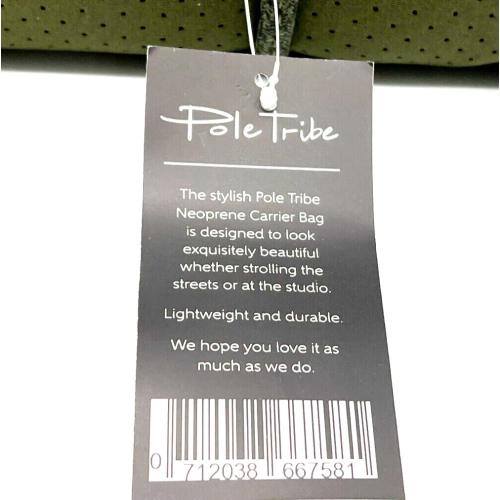 Pole Tribe
The stylish Pole Tribe
Neoprene Carrier Bag
is designed to look
exquisitely beautiful
whether strolling the
streets or at the studio.
Lightweight and durable.
We hope you love it as
much as we do.
0 712038 667581